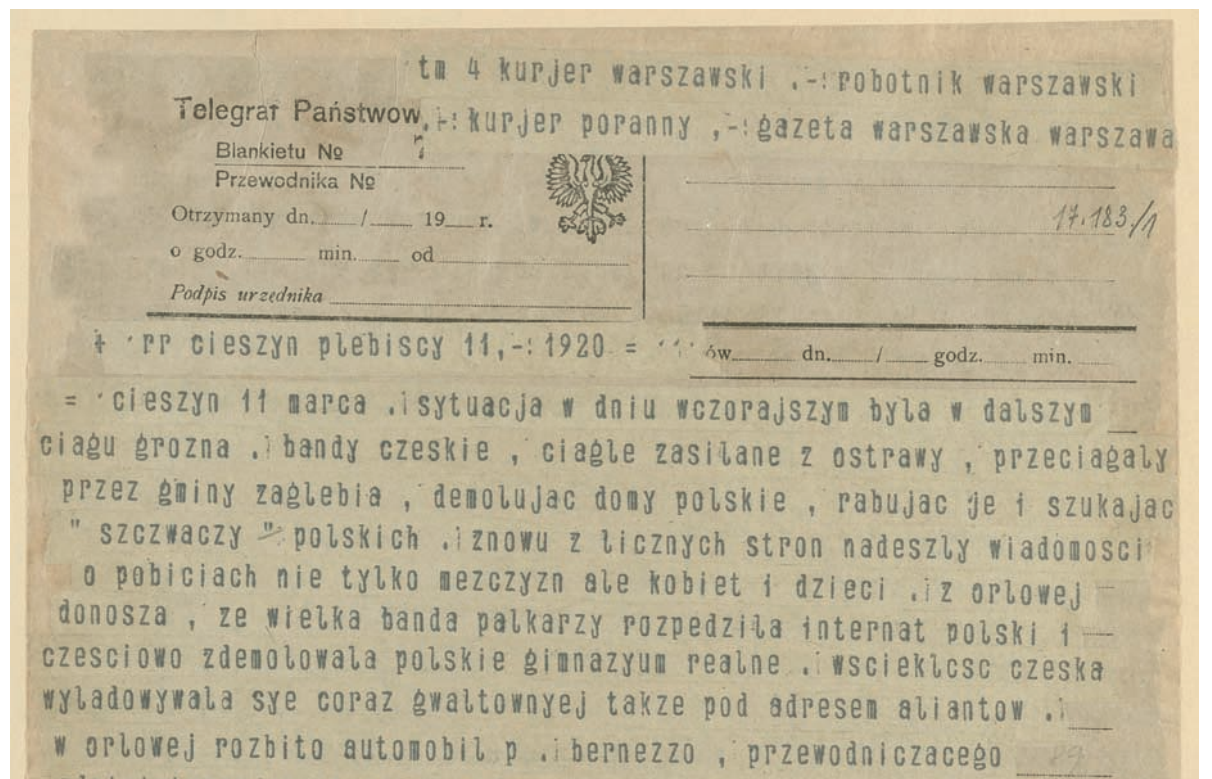 tm 4 kurjer warszawski .-: robotnik warszawski
Telegraf Państwow
.-: kurjer poranny ,-: gazeta warszawska warszawa
Blankietu № 7
Przewodnika №
Otrzymany dn. / 19 r.
17.183/1
o godz. min. od
Podpis urzędnika
+ rr cieszyn plebiscy 11,-: 1920 =
ów dn. / godz. min.
= cieszyn 11 marca . sytuacja w dniu wczorajszym byla w dalszym
ciagu grozna . bandy czeskie , ciagle zasilane z ostrawy , przeciagaly
przez gminy zaglebia , demolujac domy polskie , rabujac je i szukajac
" szczwaczy " polskich . znowu z licznych stron nadeszly wiadomosci
o pobiciach nie tylko mezczyzn ale kobiet i dzieci . z orlowej
donosza , ze wielka banda palkarzy rozpedzila internat polski i
czesciowo zdemolowala polskie gimnazyum realne . wscieklcsc czeska
wyladowywala sye coraz gwaltownyej takze pod adresem aliantow .
w orlowej rozbito automobil p . bernezzo , przewodniczacego